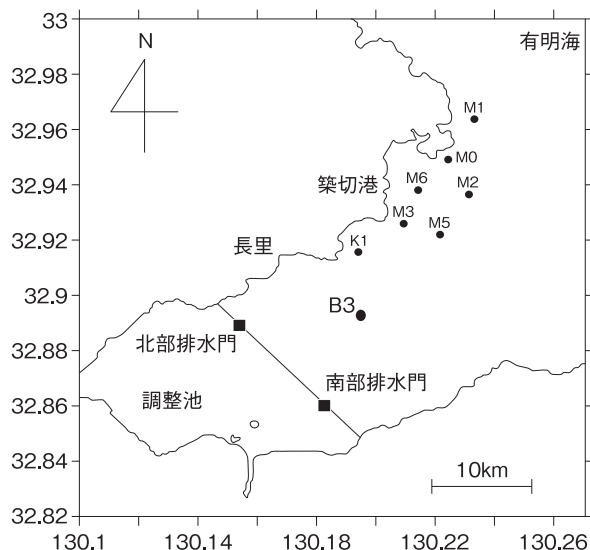 33
32.98
32.96
32.94
32.92
32.9
32.88
32.86
32.84
32.82
130.1
130.14
130.18
130.22
130.26
N
有明海
M1
M0
築切港
M6
M2
M3
M5
長里
K1
B3
北部排水門
南部排水門
調整池
10km